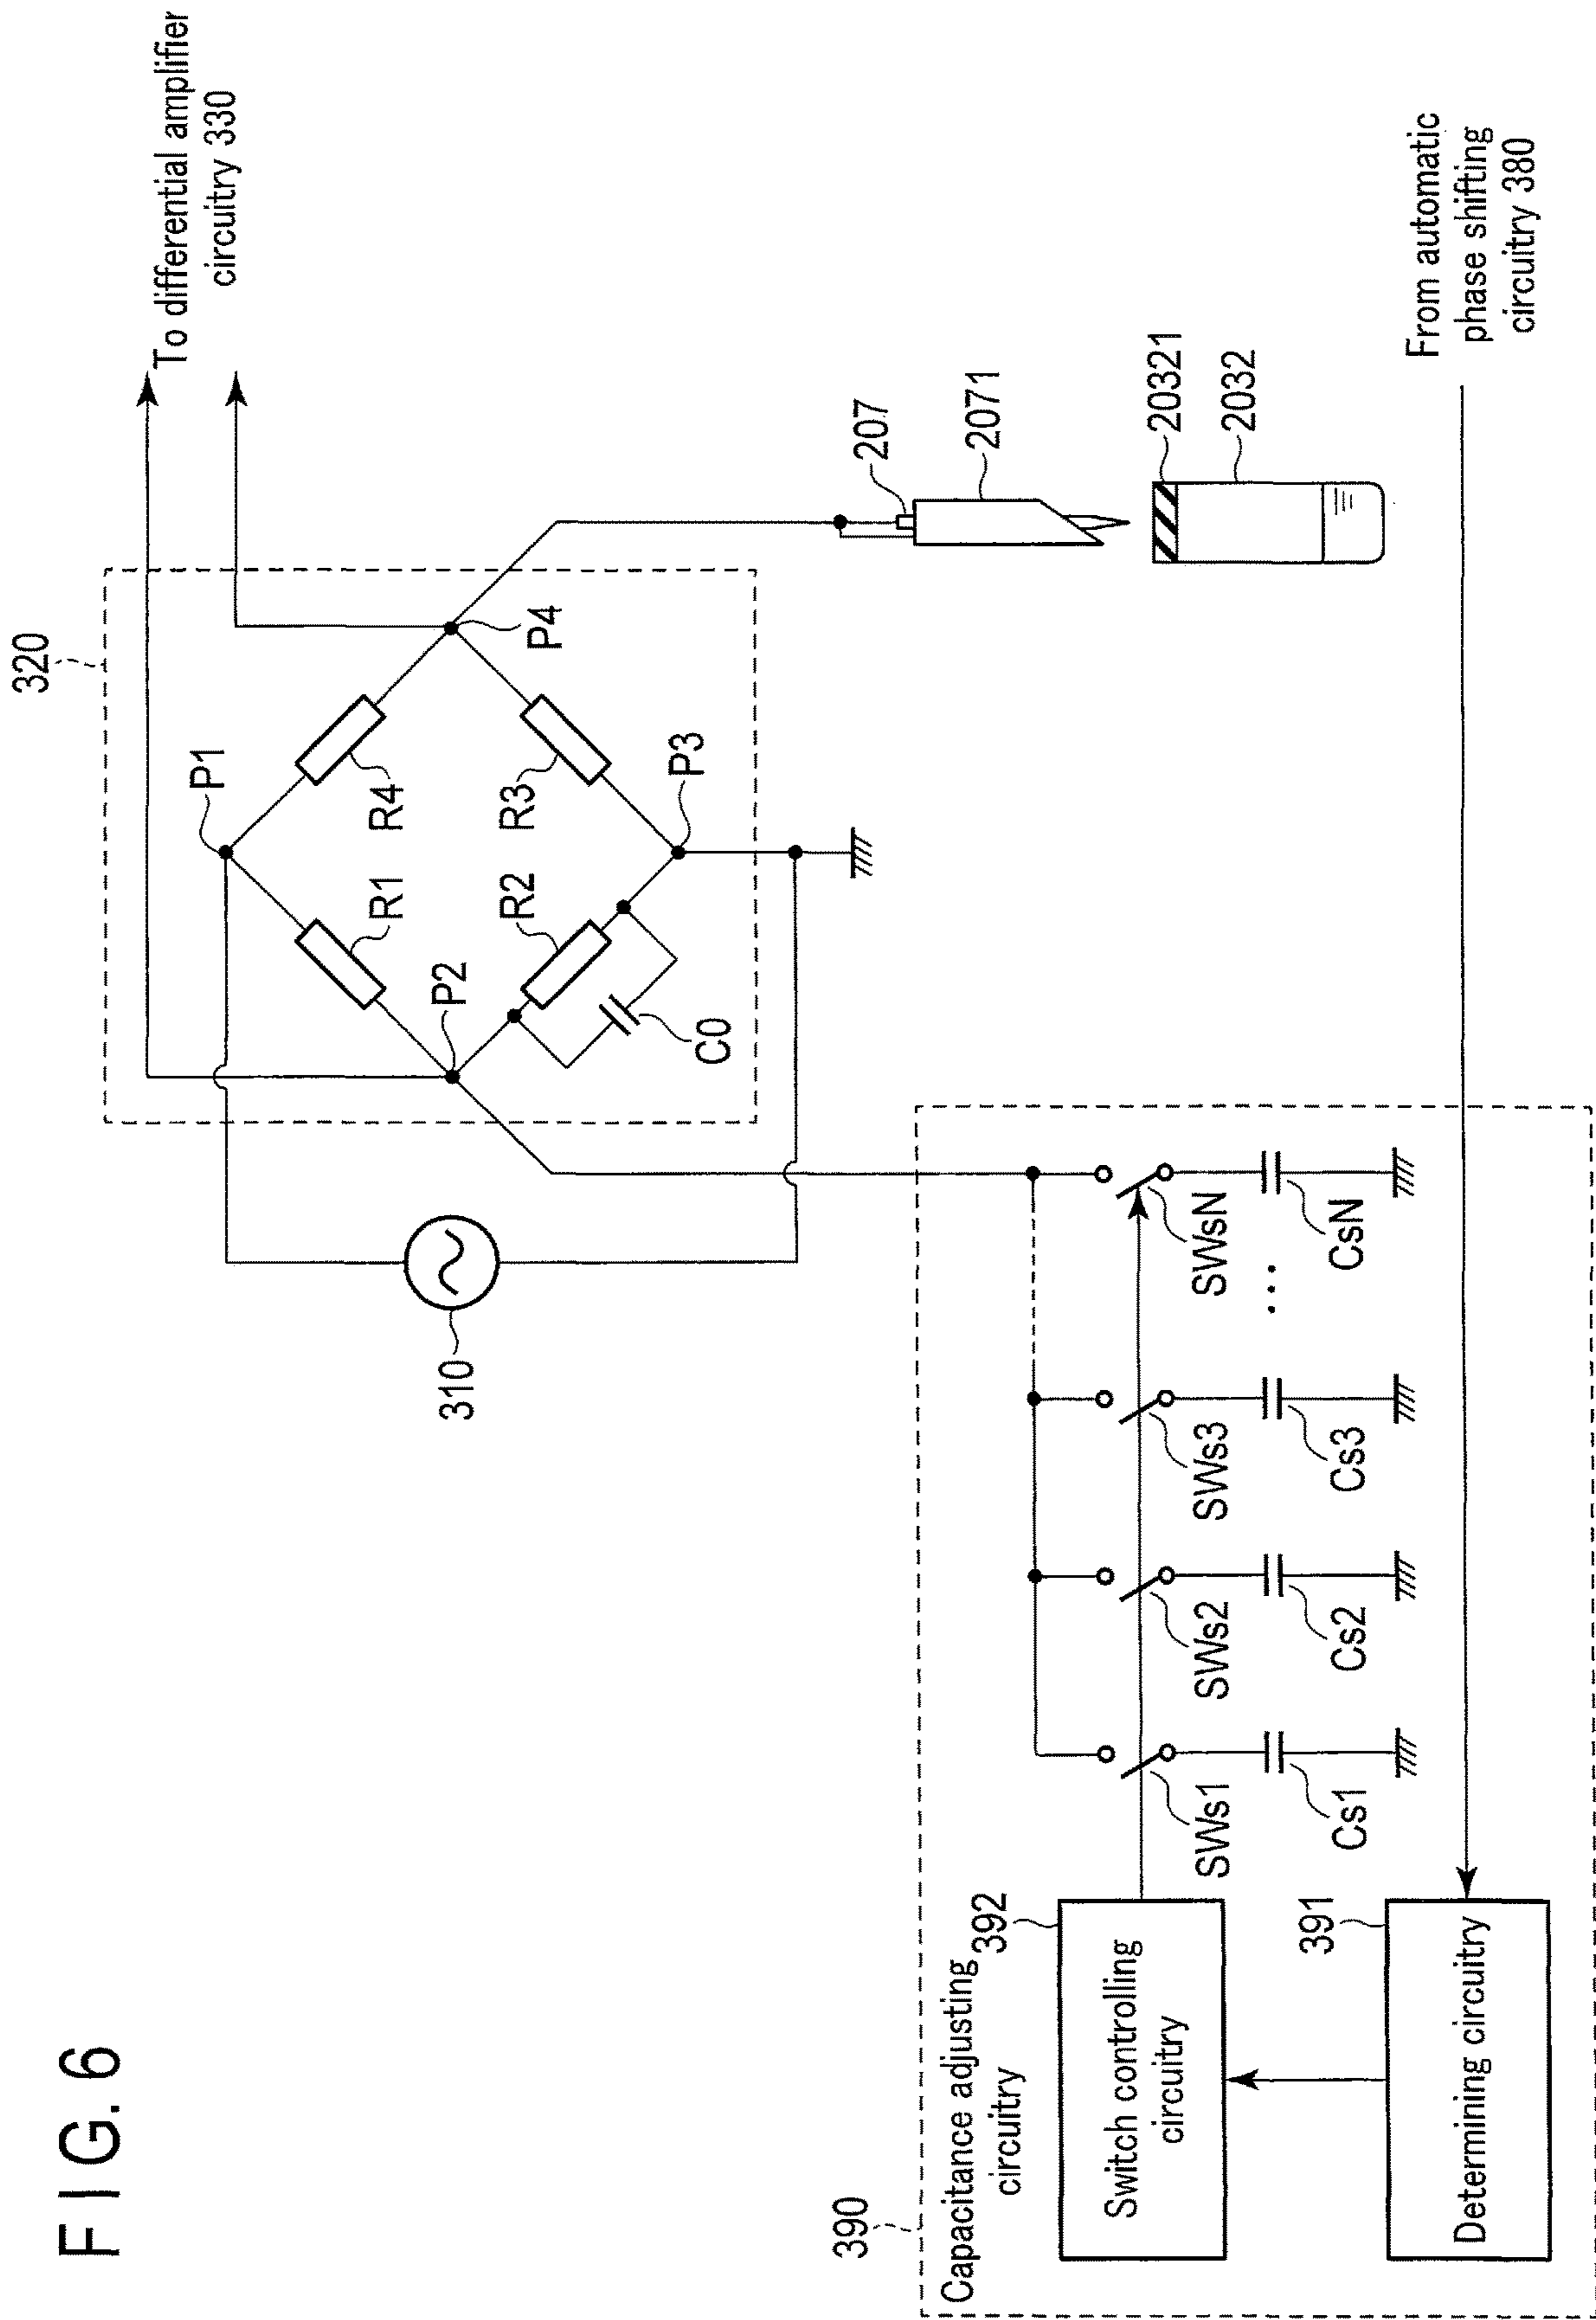 FIG. 6
To differential amplifier
circuitry 330
320
P1
R1
R4
P2
R2
R3
P4
P3
C0
310
207
2071
20321
2032
390
Capacitance adjusting
circuitry
392
Switch controlling
circuitry
SWs1
SWs2
SWs3
SWsN
Cs1
Cs2
Cs3
...
CsN
391
Determining circuitry
From automatic
phase shifting
circuitry 380